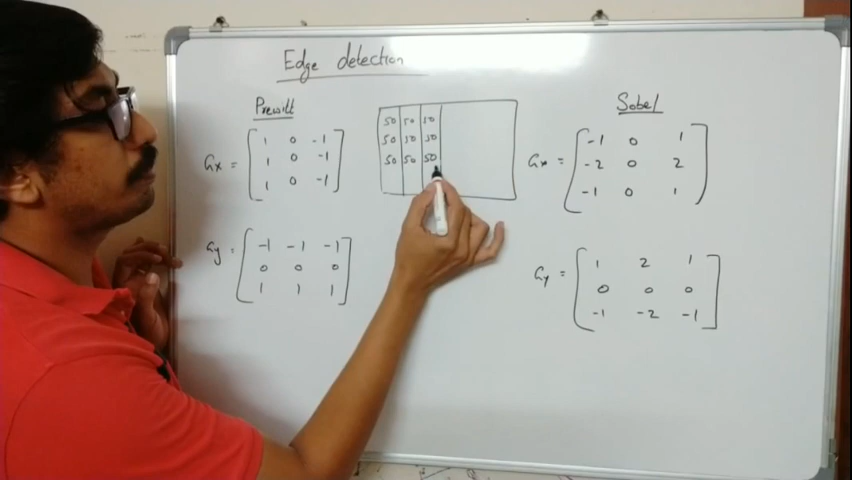 Edge detection
Prewitt
Gx = [ 1 0 -1
1 0 -1
1 0 -1 ]
Gy = [ -1 -1 -1
0 0 0
1 1 1 ]
50 50 50
50 50 50
50 50 50
Sobel
Gx = [ -1 0 1
-2 0 2
-1 0 1 ]
Gy = [ 1 2 1
0 0 0
-1 -2 -1 ]